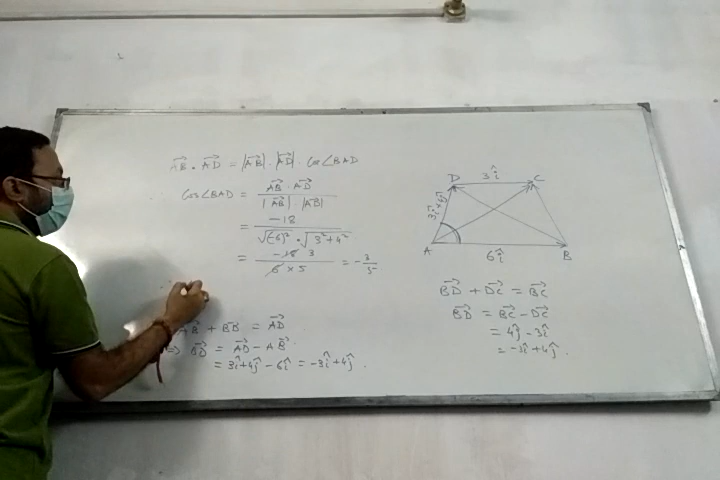 AB⃗ . AD⃗ = |AB⃗| . |AD⃗| . Cos∠BAD
Cos∠BAD = AB⃗ . AD⃗ / |AB⃗| . |AD⃗|
= -18 / √(-6)² • √3²+4²
= -18 3 / 6 × 5 = -3/5
AB⃗ + BD⃗ = AD⃗
⇒ BD⃗ = AD⃗ - AB⃗
= 3î+4ĵ - 6î = -3î+4ĵ .
D 3î C
A 6î B
BD⃗ + DC⃗ = BC⃗
BD⃗ = BC⃗ - DC⃗
= 4ĵ - 3î
= -3î+4ĵ .